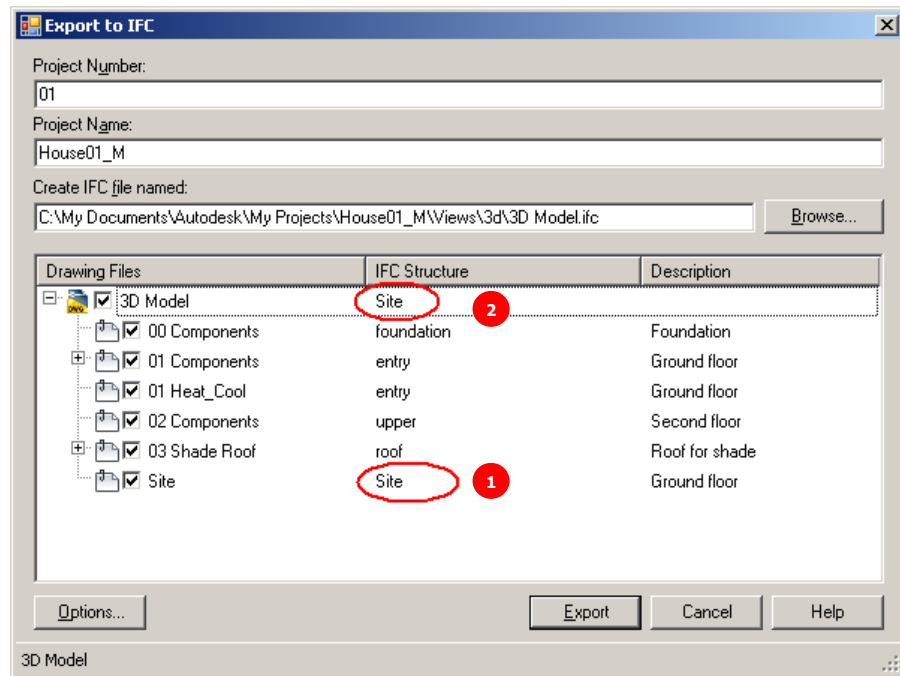 Export to IFC
Project Number:
01
Project Name:
House01_M
Create IFC file named:
C:\My Documents\Autodesk\My Projects\House01_M\Views\3d\3D Model.ifc Browse...
Drawing Files IFC Structure Description
DWG 3D Model Site 2
00 Components foundation Foundation
01 Components entry Ground floor
01 Heat_Cool entry Ground floor
02 Components upper Second floor
03 Shade Roof roof Roof for shade
Site Site 1 Ground floor
Options... Export Cancel Help
3D Model